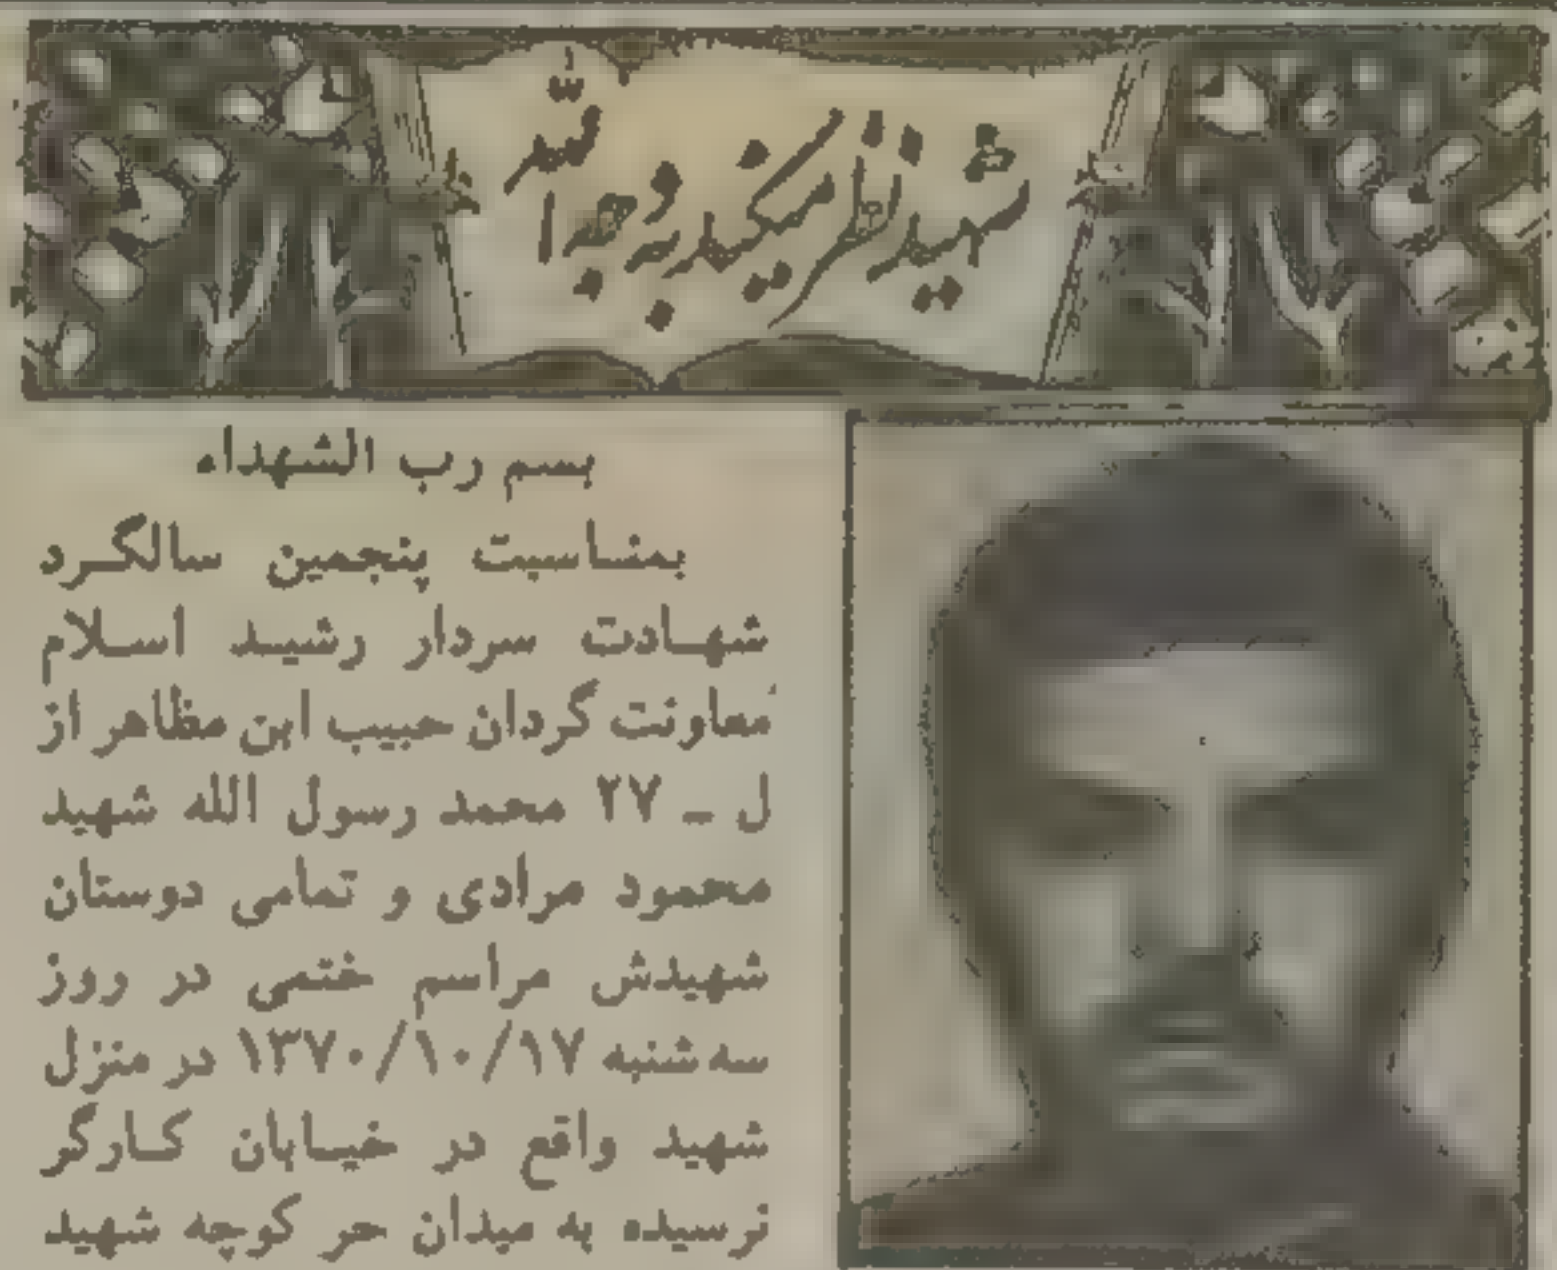 شهید نظر میکند به وجه الله
بسم رب الشهداء
بمناسبت پنجمین سالگرد
شهادت سردار رشید اسلام
معاونت گردان حبیب ابن مظاهر از
ل ــ ۲۷ محمد رسول الله شهید
محمود مرادی و تمامی دوستان
شهیدش مراسم ختمی در روز
سه شنبه ۱۳۷۰/۱۰/۱۷ در منزل
شهید واقع در خیابان کارگر
نرسیده به میدان حر کوچه شهید